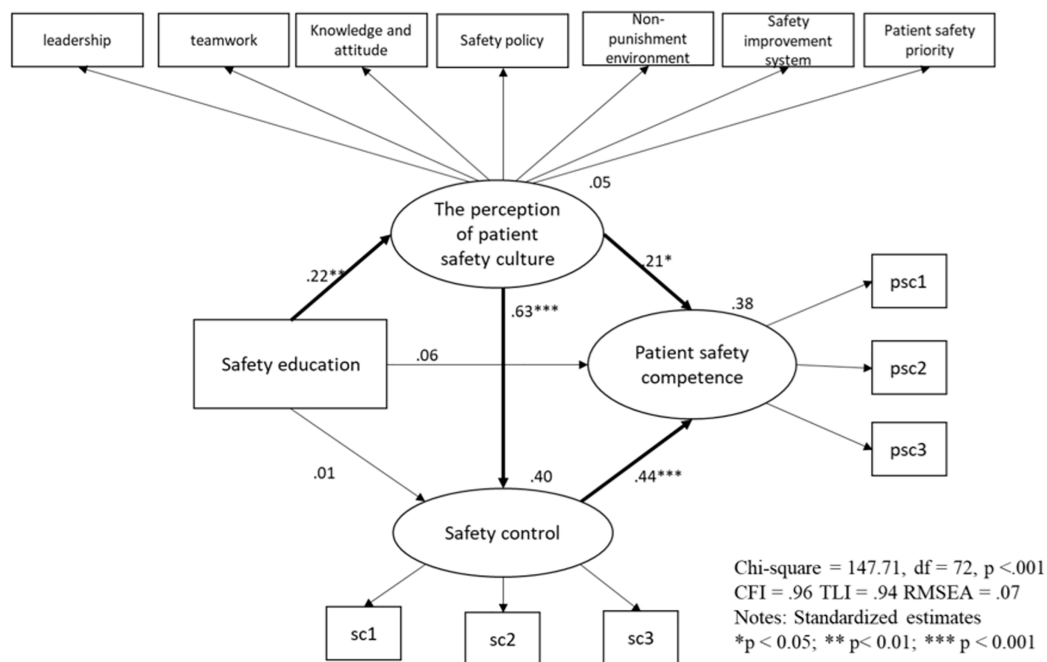 leadership
teamwork
Knowledge and
attitude
Safety policy
Non-
punishment
environment
Safety
improvement
system
Patient safety
priority
.05
The perception
of patient
safety culture
.22**
.21*
.63***
.38
psc1
Safety education
.06
Patient safety
competence
psc2
psc3
.01
.40
.44***
Safety control
sc1
sc2
sc3
Chi-square = 147.71, df = 72, p <.001
CFI = .96 TLI = .94 RMSEA = .07
Notes: Standardized estimates
*p < 0.05; ** p< 0.01; *** p < 0.001